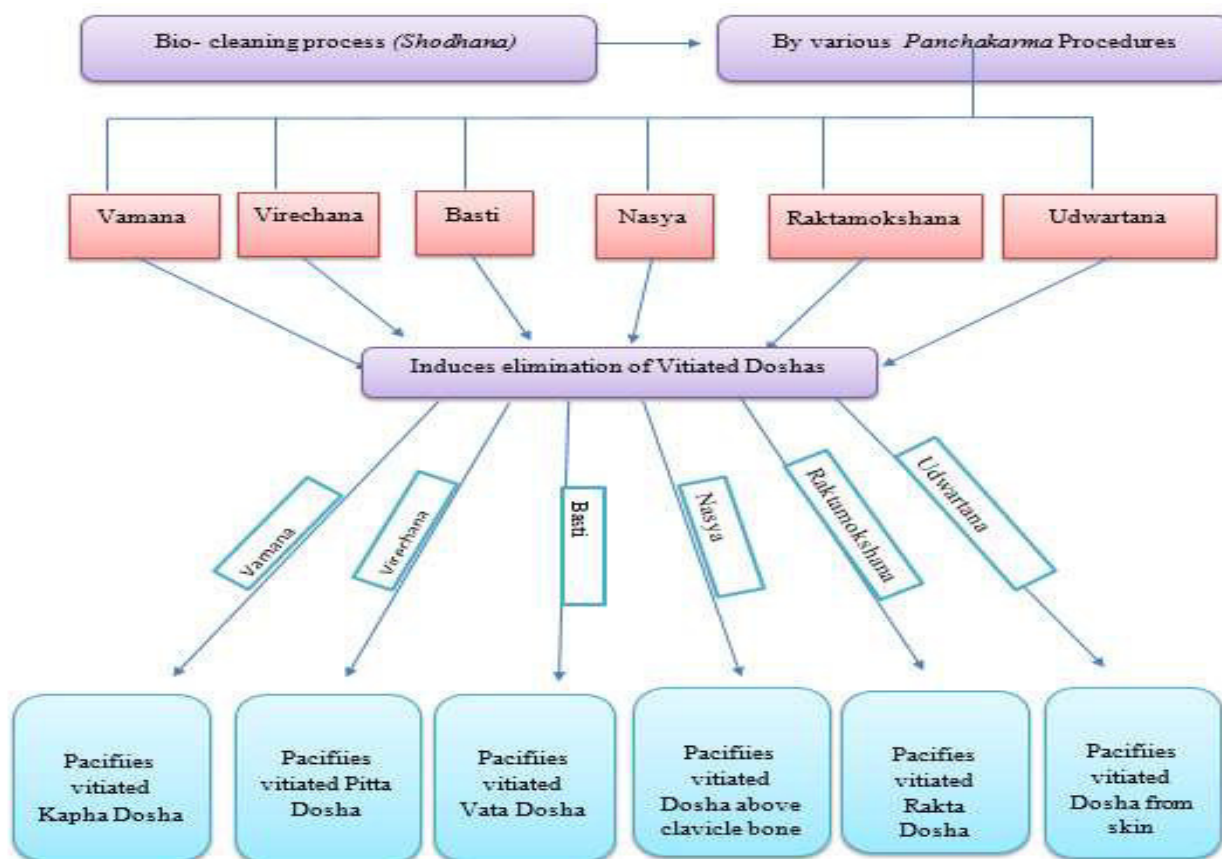 Bio- cleaning process (Shodhana)
By various Panchakarma Procedures
Vamana
Virechana
Basti
Nasya
Raktamokshana
Udwartana
Induces elimination of Vitiated Doshas
Vamana
Virechana
Basti
Nasya
Raktamokshana
Udwartana
Pacifiies
vitiated
Kapha Dosha
Pacifiies
vitiated Pitta
Dosha
Pacifiies
vitiated
Vata Dosha
Pacifiies
vitiated
Dosha above
clavicle bone
Pacifiies
vitiated
Rakta
Dosha
Pacifiies
vitiated
Dosha from
skin